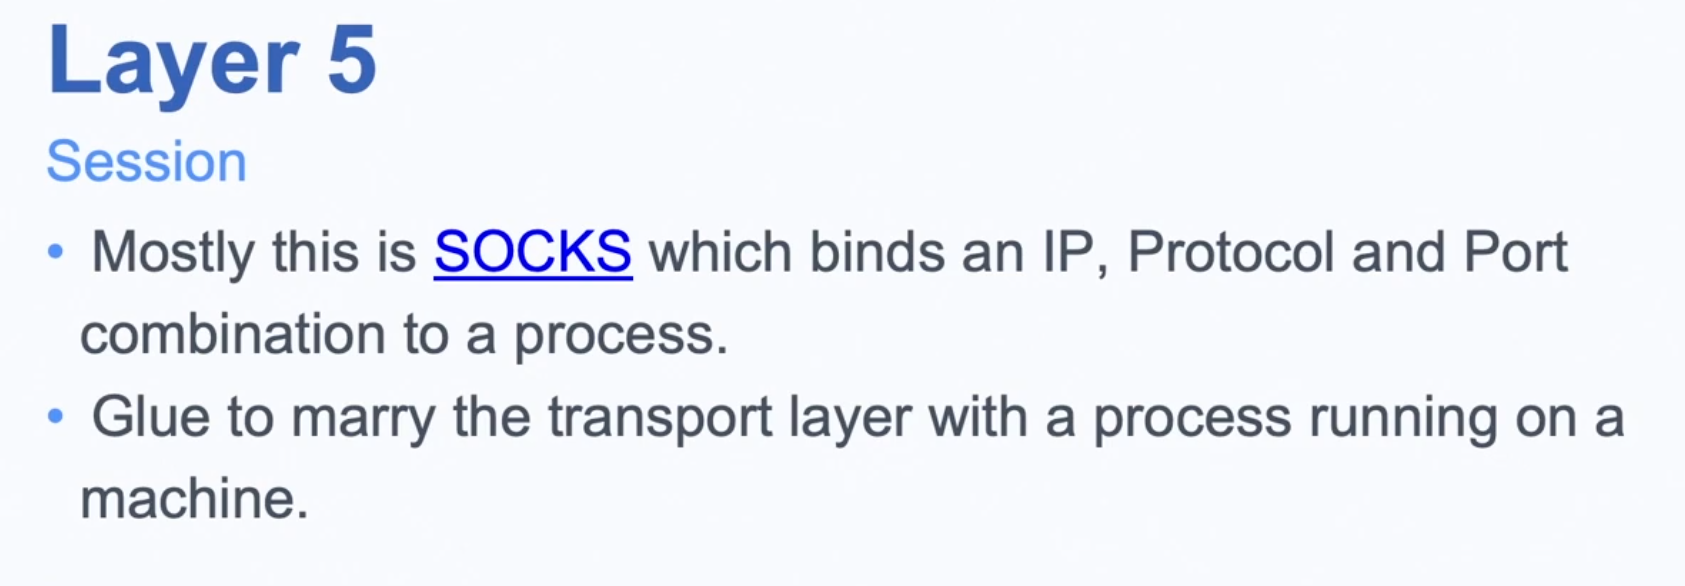 Layer 5
Session
• Mostly this is SOCKS which binds an IP, Protocol and Port
combination to a process.
• Glue to marry the transport layer with a process running on a
machine.